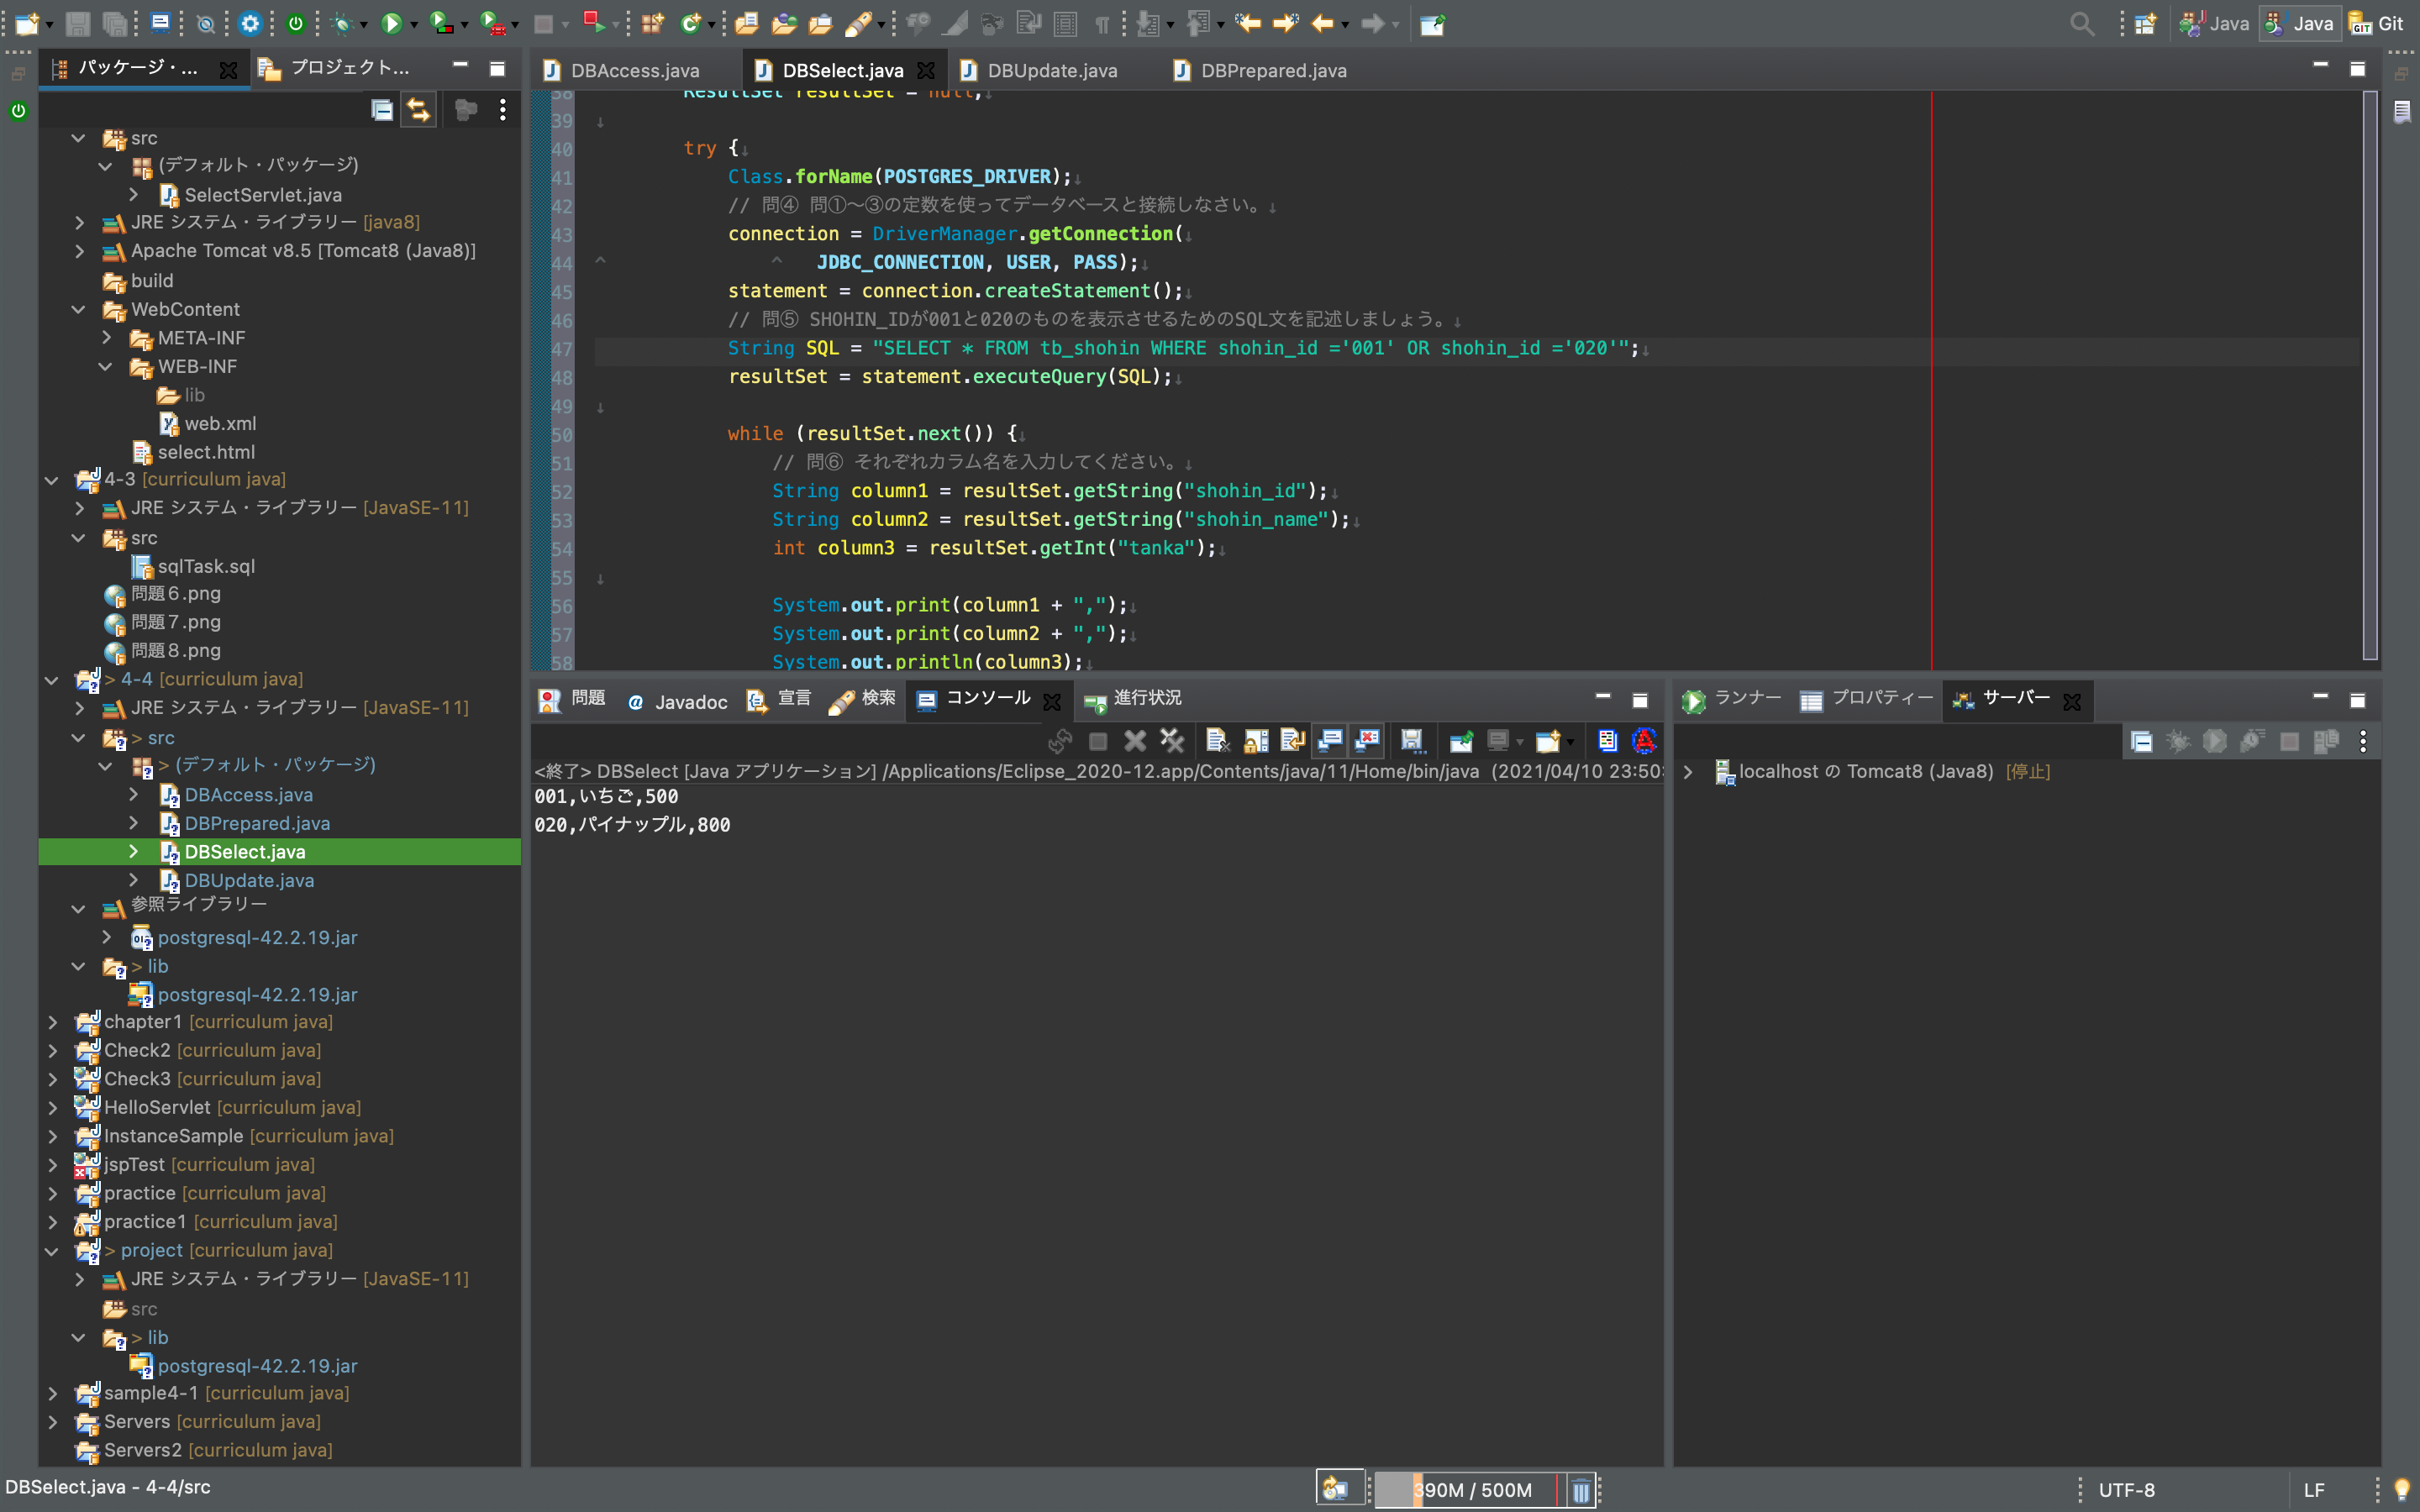 Java
Java
Git
パッケージ・...
プロジェクト...
src
(デフォルト・パッケージ)
SelectServlet.java
JRE システム・ライブラリー [java8]
Apache Tomcat v8.5 [Tomcat8 (Java8)]
build
WebContent
META-INF
WEB-INF
lib
web.xml
select.html
4-3 [curriculum java]
JRE システム・ライブラリー [JavaSE-11]
src
sqlTask.sql
問題６.png
問題７.png
問題８.png
> 4-4 [curriculum java]
JRE システム・ライブラリー [JavaSE-11]
> src
> (デフォルト・パッケージ)
DBAccess.java
DBPrepared.java
DBSelect.java
DBUpdate.java
参照ライブラリー
postgresql-42.2.19.jar
> lib
postgresql-42.2.19.jar
chapter1 [curriculum java]
Check2 [curriculum java]
Check3 [curriculum java]
HelloServlet [curriculum java]
InstanceSample [curriculum java]
jspTest [curriculum java]
practice [curriculum java]
practice1 [curriculum java]
> project [curriculum java]
JRE システム・ライブラリー [JavaSE-11]
src
> lib
postgresql-42.2.19.jar
sample4-1 [curriculum java]
Servers [curriculum java]
Servers2 [curriculum java]
DBAccess.java
DBSelect.java
DBUpdate.java
DBPrepared.java
38 ResultSet resultSet = null;↓
39 ↓
40 try {↓
41 Class.forName(POSTGRES_DRIVER);↓
42 // 問④ 問①〜③の定数を使ってデータベースと接続しなさい。↓
43 connection = DriverManager.getConnection(↓
44 ^ ^ JDBC_CONNECTION, USER, PASS);↓
45 statement = connection.createStatement();↓
46 // 問⑤ SHOHIN_IDが001と020のものを表示させるためのSQL文を記述しましょう。↓
47 String SQL = "SELECT * FROM tb_shohin WHERE shohin_id ='001' OR shohin_id ='020'";↓
48 resultSet = statement.executeQuery(SQL);↓
49 ↓
50 while (resultSet.next()) {↓
51 // 問⑥ それぞれカラム名を入力してください。↓
52 String column1 = resultSet.getString("shohin_id");↓
53 String column2 = resultSet.getString("shohin_name");↓
54 int column3 = resultSet.getInt("tanka");↓
55 ↓
56 System.out.print(column1 + ",");↓
57 System.out.print(column2 + ",");↓
58 System.out.println(column3);↓
問題
@ Javadoc
宣言
検索
コンソール
進行状況
<終了> DBSelect [Java アプリケーション] /Applications/Eclipse_2020-12.app/Contents/java/11/Home/bin/java (2021/04/10 23:50:
001,いちご,500
020,パイナップル,800
ランナー
プロパティー
サーバー
localhost の Tomcat8 (Java8) [停止]
DBSelect.java - 4-4/src
390M / 500M
UTF-8
LF